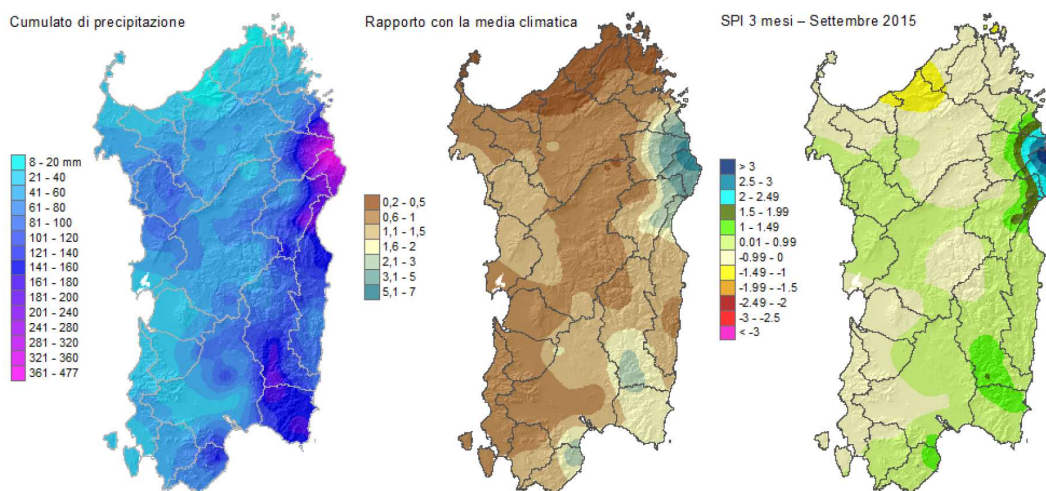 Cumulato di precipitazione
Rapporto con la media climatica
SPI 3 mesi – Settembre 2015
8 - 20 mm
21 - 40
41 - 60
61 - 80
81 - 100
101 - 120
121 - 140
141 - 160
161 - 180
181 - 200
201 - 240
241 - 280
281 - 320
321 - 360
361 - 477
0,2 - 0,5
0,6 - 1
1,1 - 1,5
1,6 - 2
2,1 - 3
3,1 - 5
5,1 - 7
> 3
2.5 - 3
2 - 2.49
1.5 - 1.99
1 - 1.49
0.01 - 0.99
-0.99 - 0
-1.49 - -1
-1.99 - -1.5
-2.49 - -2
-3 - -2.5
< -3